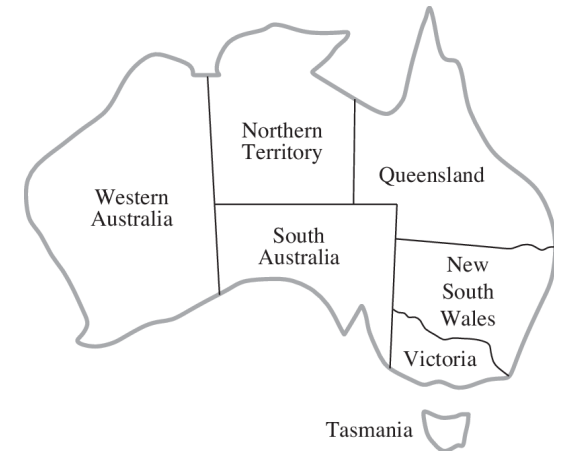 Northern
Territory
Queensland
Western
Australia
South
Australia
New
South
Wales
Victoria
Tasmania